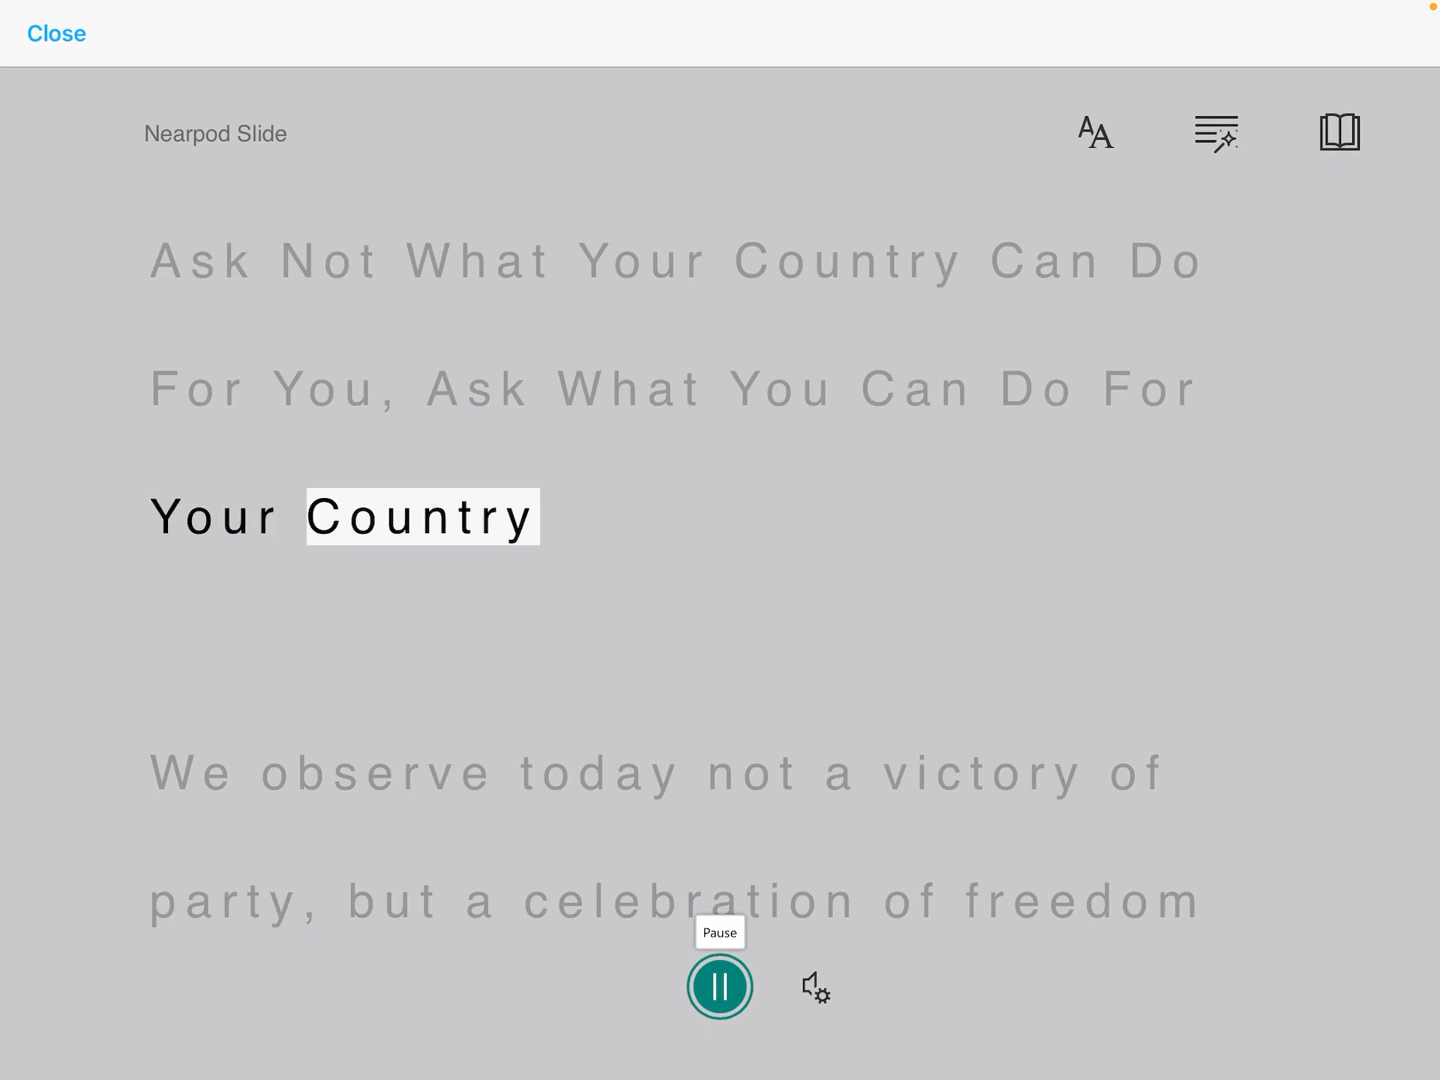 Close
Nearpod Slide
AA
Ask Not What Your Country Can Do
For You, Ask What You Can Do For
Your Country
We observe today not a victory of
party, but a celebration of freedom
Pause